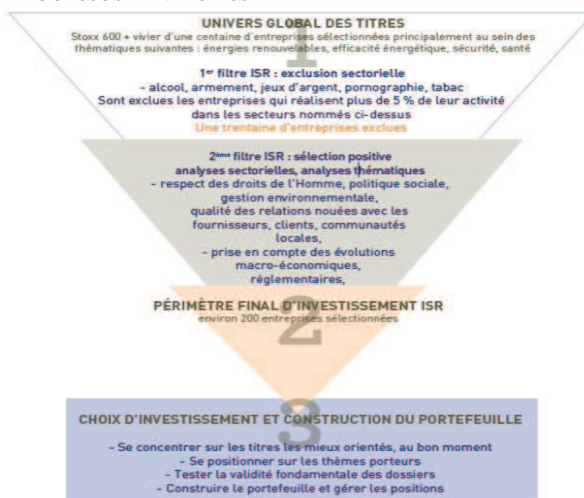 UNIVERS GLOBAL DES TITRES
Stoxx 600 + vivier d'une centaine d'entreprises sélectionnées principalement au sein des
thématiques suivantes : énergies renouvelables, efficacité énergétique, sécurité, santé
1
1er filtre ISR : exclusion sectorielle
- alcool, armement, jeux d'argent, pornographie, tabac
Sont exclues les entreprises qui réalisent plus de 5 % de leur activité
dans les secteurs nommés ci-dessus
Une trentaine d'entreprises exclues
2ème filtre ISR : sélection positive
analyses sectorielles, analyses thématiques
- respect des droits de l'Homme, politique sociale,
gestion environnementale,
qualité des relations nouées avec les
fournisseurs, clients, communautés
locales,
- prise en compte des évolutions
macro-économiques,
réglementaires,
PÉRIMÈTRE FINAL D'INVESTISSEMENT ISR
environ 200 entreprises sélectionnées
2
3
CHOIX D'INVESTISSEMENT ET CONSTRUCTION DU PORTEFEUILLE
- Se concentrer sur les titres les mieux orientés, au bon moment
- Se positionner sur les thèmes porteurs
- Tester la validité fondamentale des dossiers
- Construire le portefeuille et gérer les positions